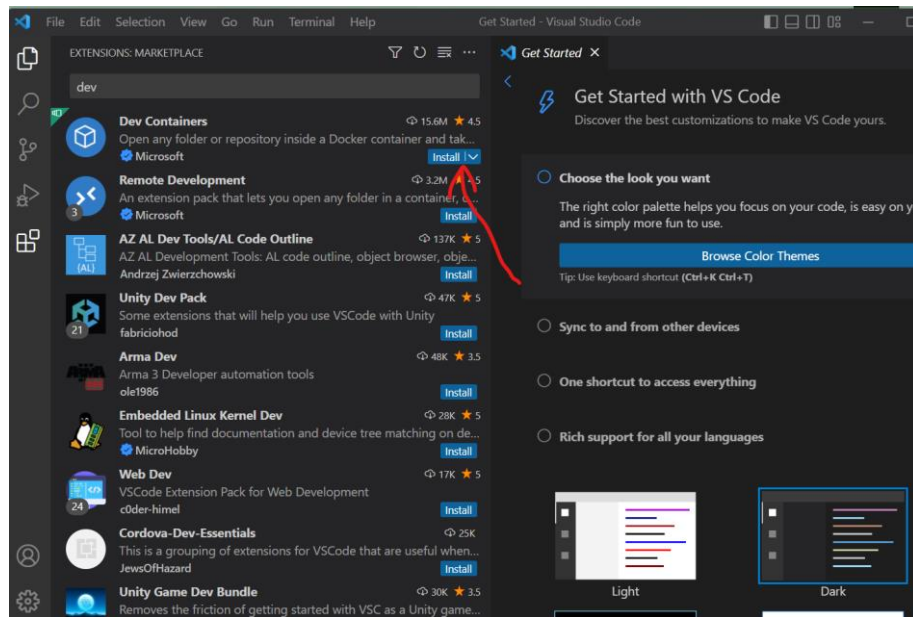 File Edit Selection View Go Run Terminal Help
Get Started - Visual Studio Code
EXTENSIONS: MARKETPLACE
dev
Dev Containers 15.6M 4.5
Open any folder or repository inside a Docker container and tak...
Microsoft
Install
Remote Development 3.2M 4.5
An extension pack that lets you open any folder in a container, o...
3
Microsoft
Install
AZ AL Dev Tools/AL Code Outline 137K 5
AZ AL Development Tools: AL code outline, object browser, obje...
{AL}
Andrzej Zwierzchowski
Install
Unity Dev Pack 47K 5
Some extensions that will help you use VSCode with Unity
21
fabriciohod
Install
Arma Dev 48K 3.5
Arma 3 Developer automation tools
ole1986
Install
Embedded Linux Kernel Dev 28K 5
Tool to help find documentation and device tree matching on de...
MicroHobby
Install
Web Dev 17K 5
VSCode Extension Pack for Web Development
24
c0der-himel
Install
Cordova-Dev-Essentials 25K
This is a grouping of extensions for VSCode that are useful when...
JewsOfHazard
Install
Unity Game Dev Bundle 30K 3.5
Removes the friction of getting started with VSC as a Unity game...
Get Started
Get Started with VS Code
Discover the best customizations to make VS Code yours.
Choose the look you want
The right color palette helps you focus on your code, is easy on y
and is simply more fun to use.
Browse Color Themes
Tip: Use keyboard shortcut (Ctrl+K Ctrl+T)
Sync to and from other devices
One shortcut to access everything
Rich support for all your languages
Light
Dark